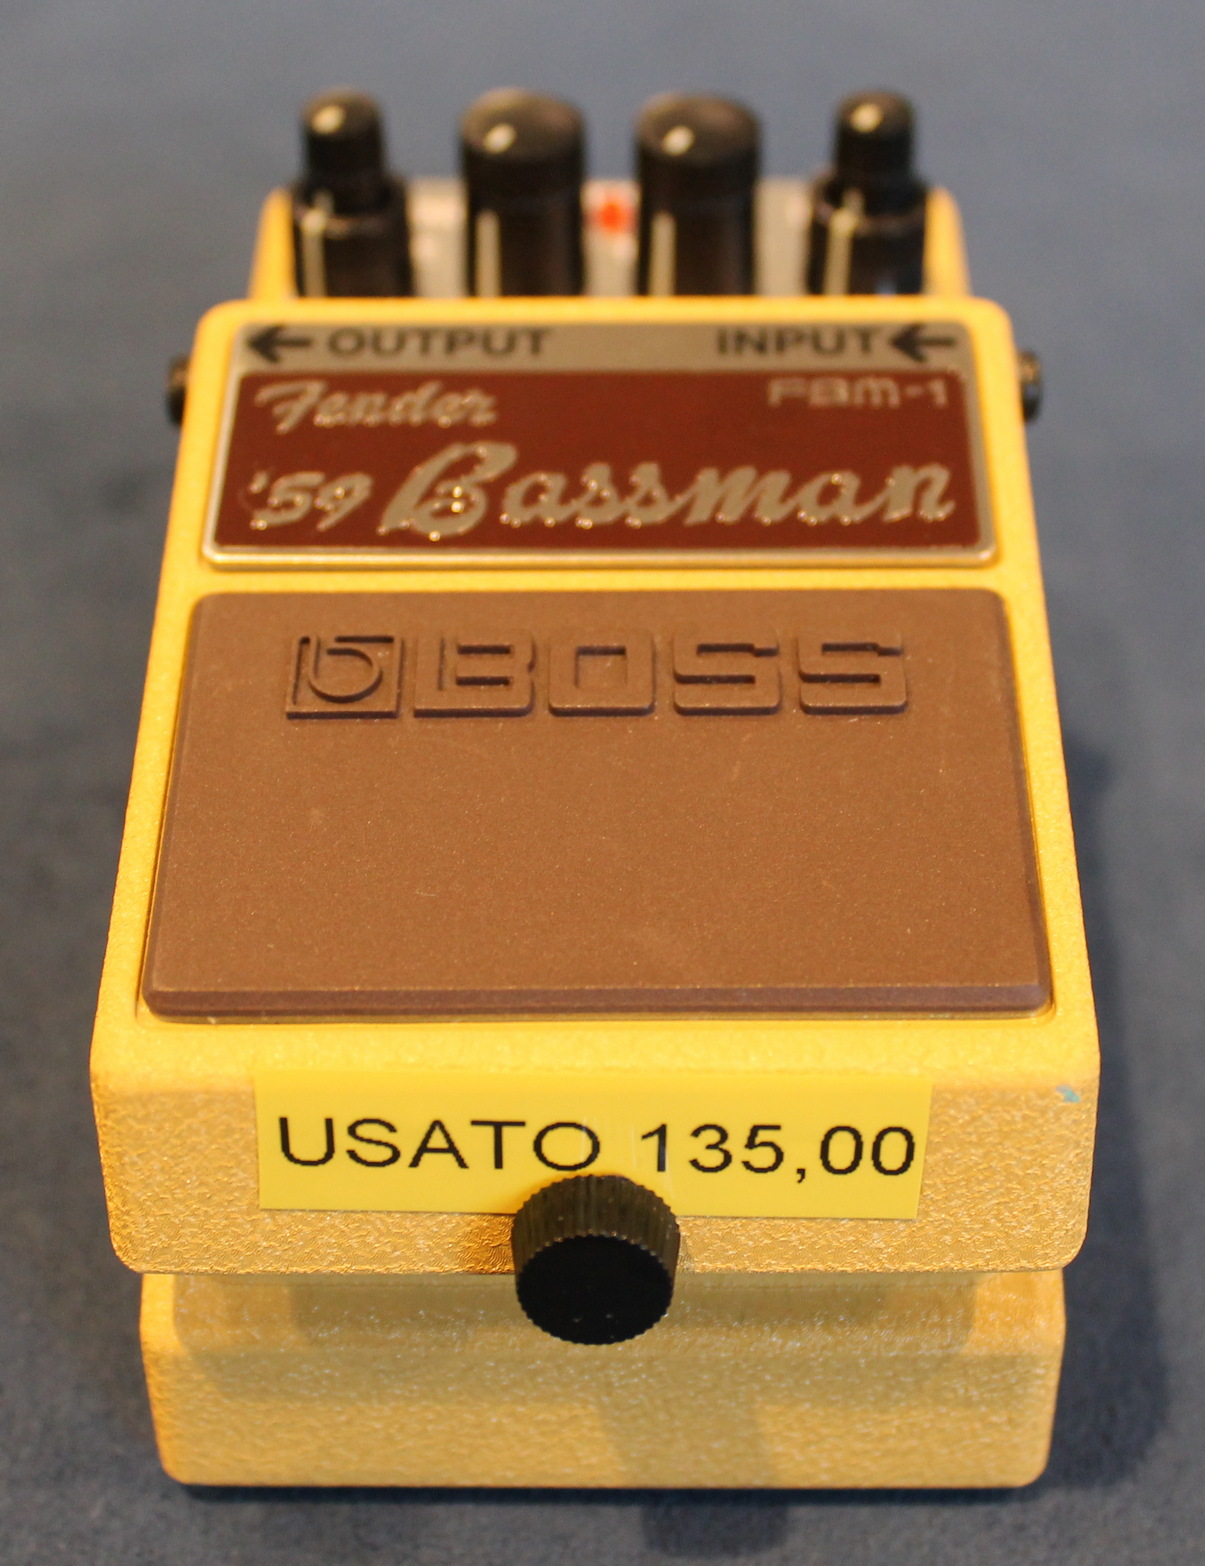 ←OUTPUT INPUT←
Fender FBM-1
'59 Bassman
BOSS
USATO 135,00